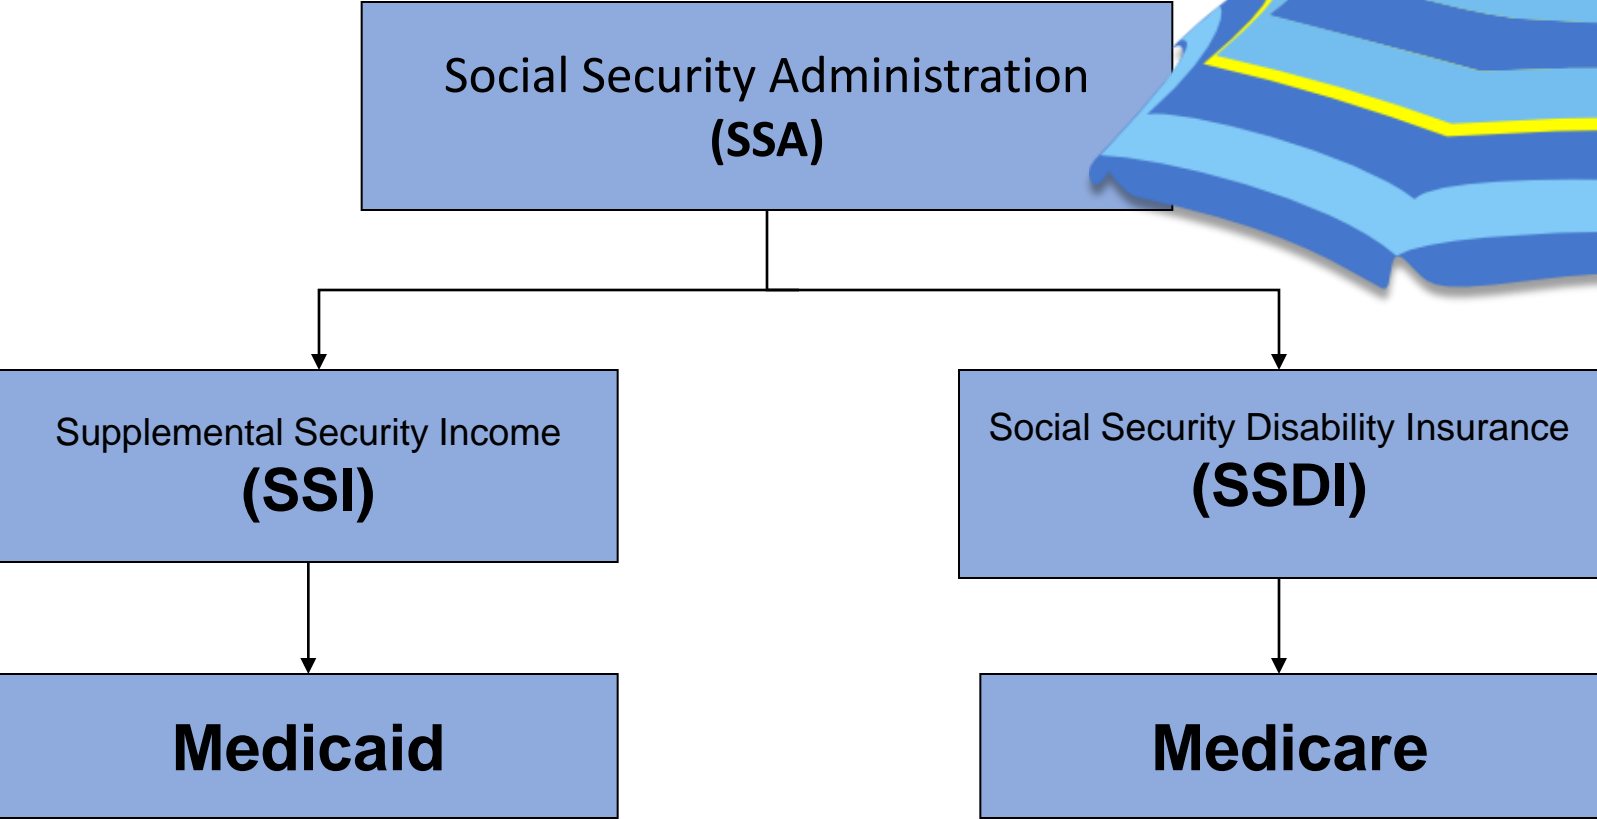 Social Security Administration
(SSA)
Supplemental Security Income
(SSI)
Social Security Disability Insurance
(SSDI)
Medicaid
Medicare